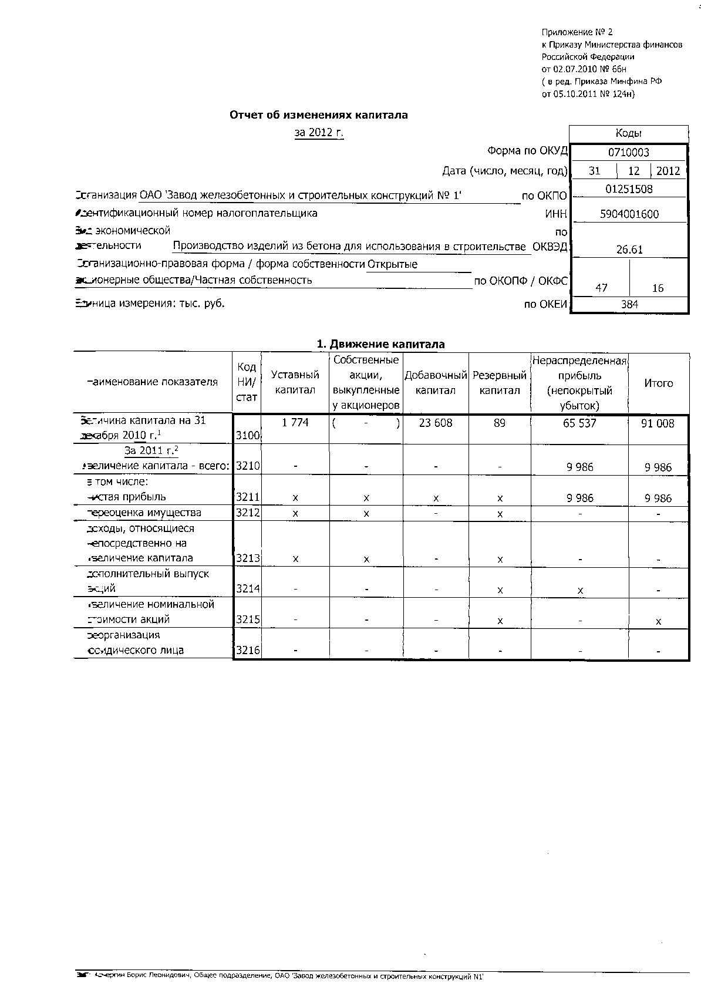 Приложение № 2
к Приказу Министерства финансов
Российской Федерации
от 02.07.2010 № 66н
( в ред. Приказа Минфина РФ
от 05.10.2011 № 124н)
Отчет об изменениях капитала
за 2012 г.
Коды
Форма по ОКУД 0710003
Дата (число, месяц, год) 31 12 2012
Организация ОАО 'Завод железобетонных и строительных конструкций № 1' по ОКПО 01251508
Идентификационный номер налогоплательщика ИНН 5904001600
Вид экономической по
деятельности Производство изделий из бетона для использования в строительстве ОКВЭД 26.61
Организационно-правовая форма / форма собственности Открытые
акционерные общества/Частная собственность по ОКОПФ / ОКФС 47 16
Единица измерения: тыс. руб. по ОКЕИ 384
1. Движение капитала
Наименование показателя
Код
НИ/
стат
Уставный
капитал
Собственные
акции,
выкупленные
у акционеров
Добавочный
капитал
Резервный
капитал
Нераспределенная
прибыль
(непокрытый
убыток)
Итого
Величина капитала на 31
декабря 2010 г.¹ 3100 1 774 ( - ) 23 608 89 65 537 91 008
За 2011 г.²
увеличение капитала - всего: 3210 - - - - 9 986 9 986
в том числе:
чистая прибыль 3211 х х х х 9 986 9 986
переоценка имущества 3212 х х - х - -
доходы, относящиеся
непосредственно на
увеличение капитала 3213 х х - х - -
дополнительный выпуск
акций 3214 - - - х х -
увеличение номинальной
стоимости акций 3215 - - - х - х
реорганизация
юридического лица 3216 - - - - - -
Борис Леонидович, Общее подразделение, ОАО 'Завод железобетонных и строительных конструкций N1'